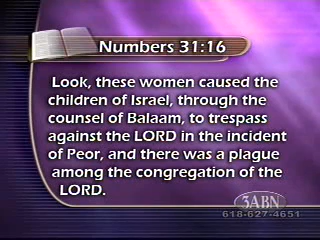 Numbers 31:16
Look, these women caused the
children of Israel, through the
counsel of Balaam, to trespass
against the LORD in the incident
of Peor, and there was a plague
among the congregation of the
LORD.
3ABN
618-627-4651